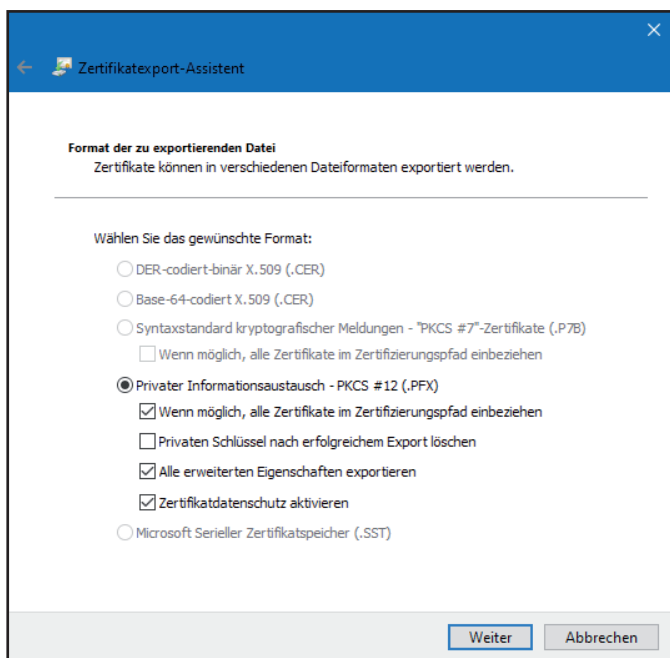 Zertifikatexport-Assistent
Format der zu exportierenden Datei
Zertifikate können in verschiedenen Dateiformaten exportiert werden.
Wählen Sie das gewünschte Format:
DER-codiert-binär X.509 (.CER)
Base-64-codiert X.509 (.CER)
Syntaxstandard kryptografischer Meldungen - "PKCS #7"-Zertifikate (.P7B)
Wenn möglich, alle Zertifikate im Zertifizierungspfad einbeziehen
Privater Informationsaustausch - PKCS #12 (.PFX)
Wenn möglich, alle Zertifikate im Zertifizierungspfad einbeziehen
Privaten Schlüssel nach erfolgreichem Export löschen
Alle erweiterten Eigenschaften exportieren
Zertifikatdatenschutz aktivieren
Microsoft Serieller Zertifikatspeicher (.SST)
Weiter Abbrechen